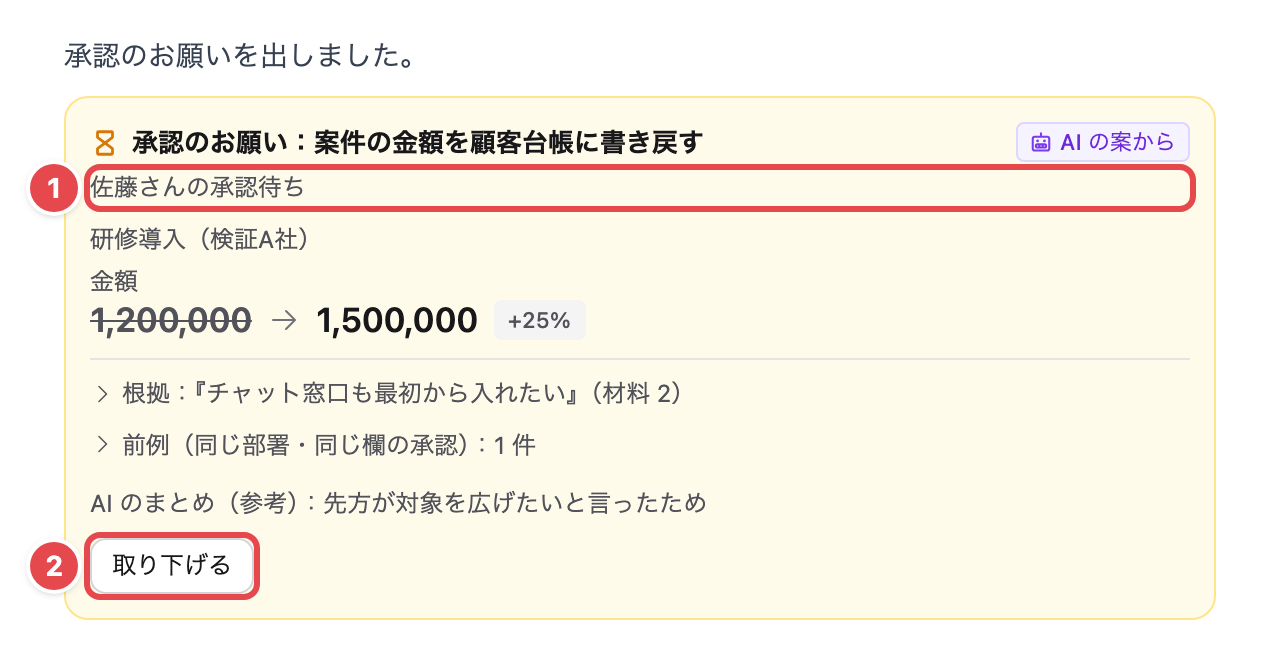 承認のお願いを出しました。
承認のお願い：案件の金額を顧客台帳に書き戻す
AI の案から
1
佐藤さんの承認待ち
研修導入（検証A社）
金額
1,200,000 → 1,500,000 +25%
> 根拠：『チャット窓口も最初から入れたい』（材料 2）
> 前例（同じ部署・同じ欄の承認）：1 件
AI のまとめ（参考）：先方が対象を広げたいと言ったため
2
取り下げる